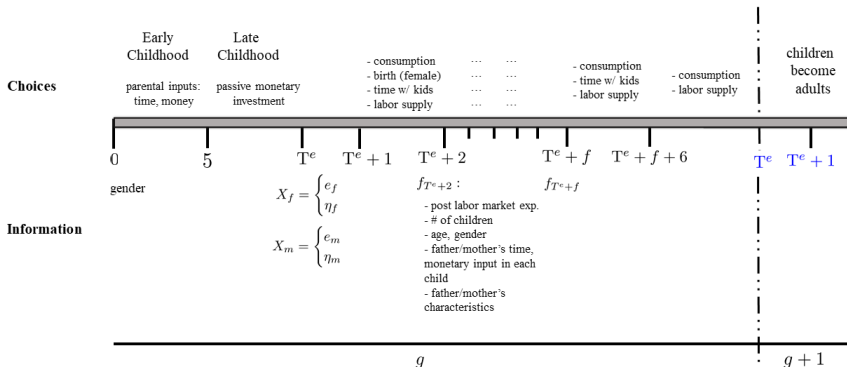 Early
Childhood
Late
Childhood
parental inputs:
time, money
passive monetary
investment
- consumption
- birth (female)
- time w/ kids
- labor supply
... ...
... ...
... ...
... ...
- consumption
- time w/ kids
- labor supply
- consumption
- labor supply
children
become
adults
Choices
0 5 T^e T^e + 1 T^e + 2 T^e + f T^e + f + 6 T^e T^e + 1
gender
X_f = { e_f
η_f
X_m = { e_m
η_m
f_{T^e+2} :
- post labor market exp.
- # of children
- age, gender
- father/mother's time,
monetary input in each
child
- father/mother's
characteristics
f_{T^e+f}
Information
g g + 1